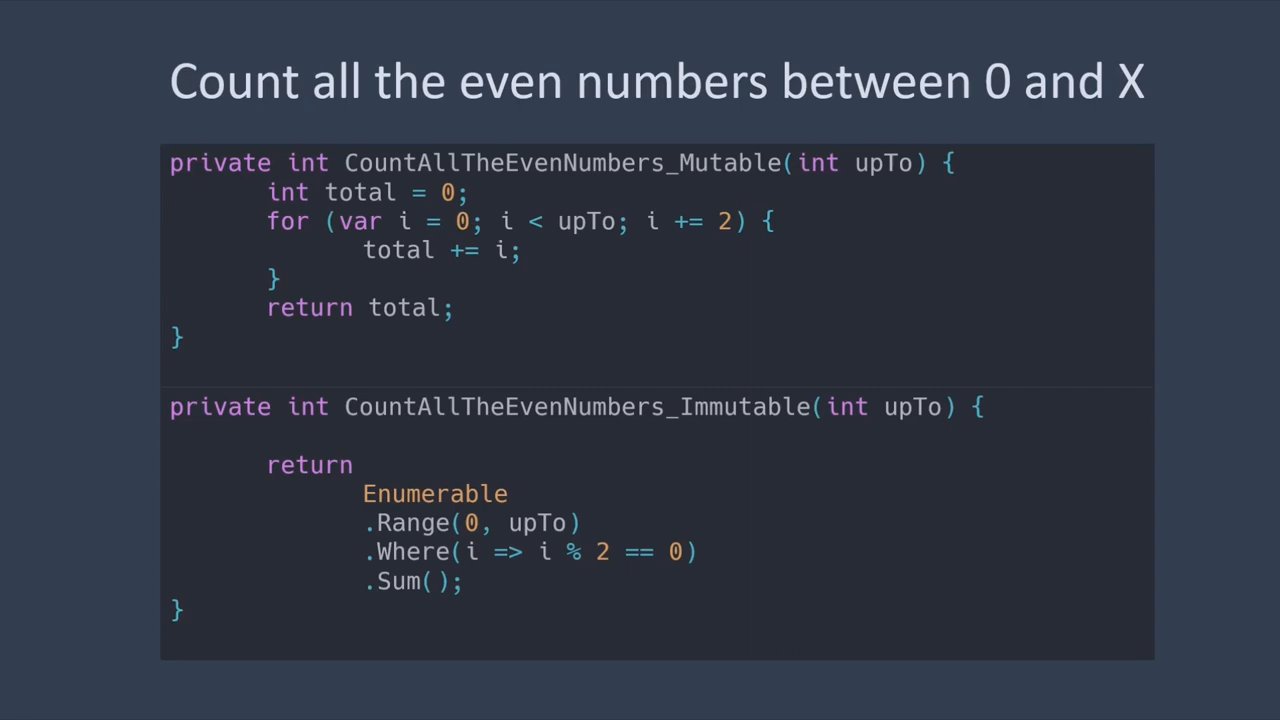 Count all the even numbers between 0 and X
private int CountAllTheEvenNumbers_Mutable(int upTo) {
int total = 0;
for (var i = 0; i < upTo; i += 2) {
total += i;
}
return total;
}
private int CountAllTheEvenNumbers_Immutable(int upTo) {
return
Enumerable
.Range(0, upTo)
.Where(i => i % 2 == 0)
.Sum();
}